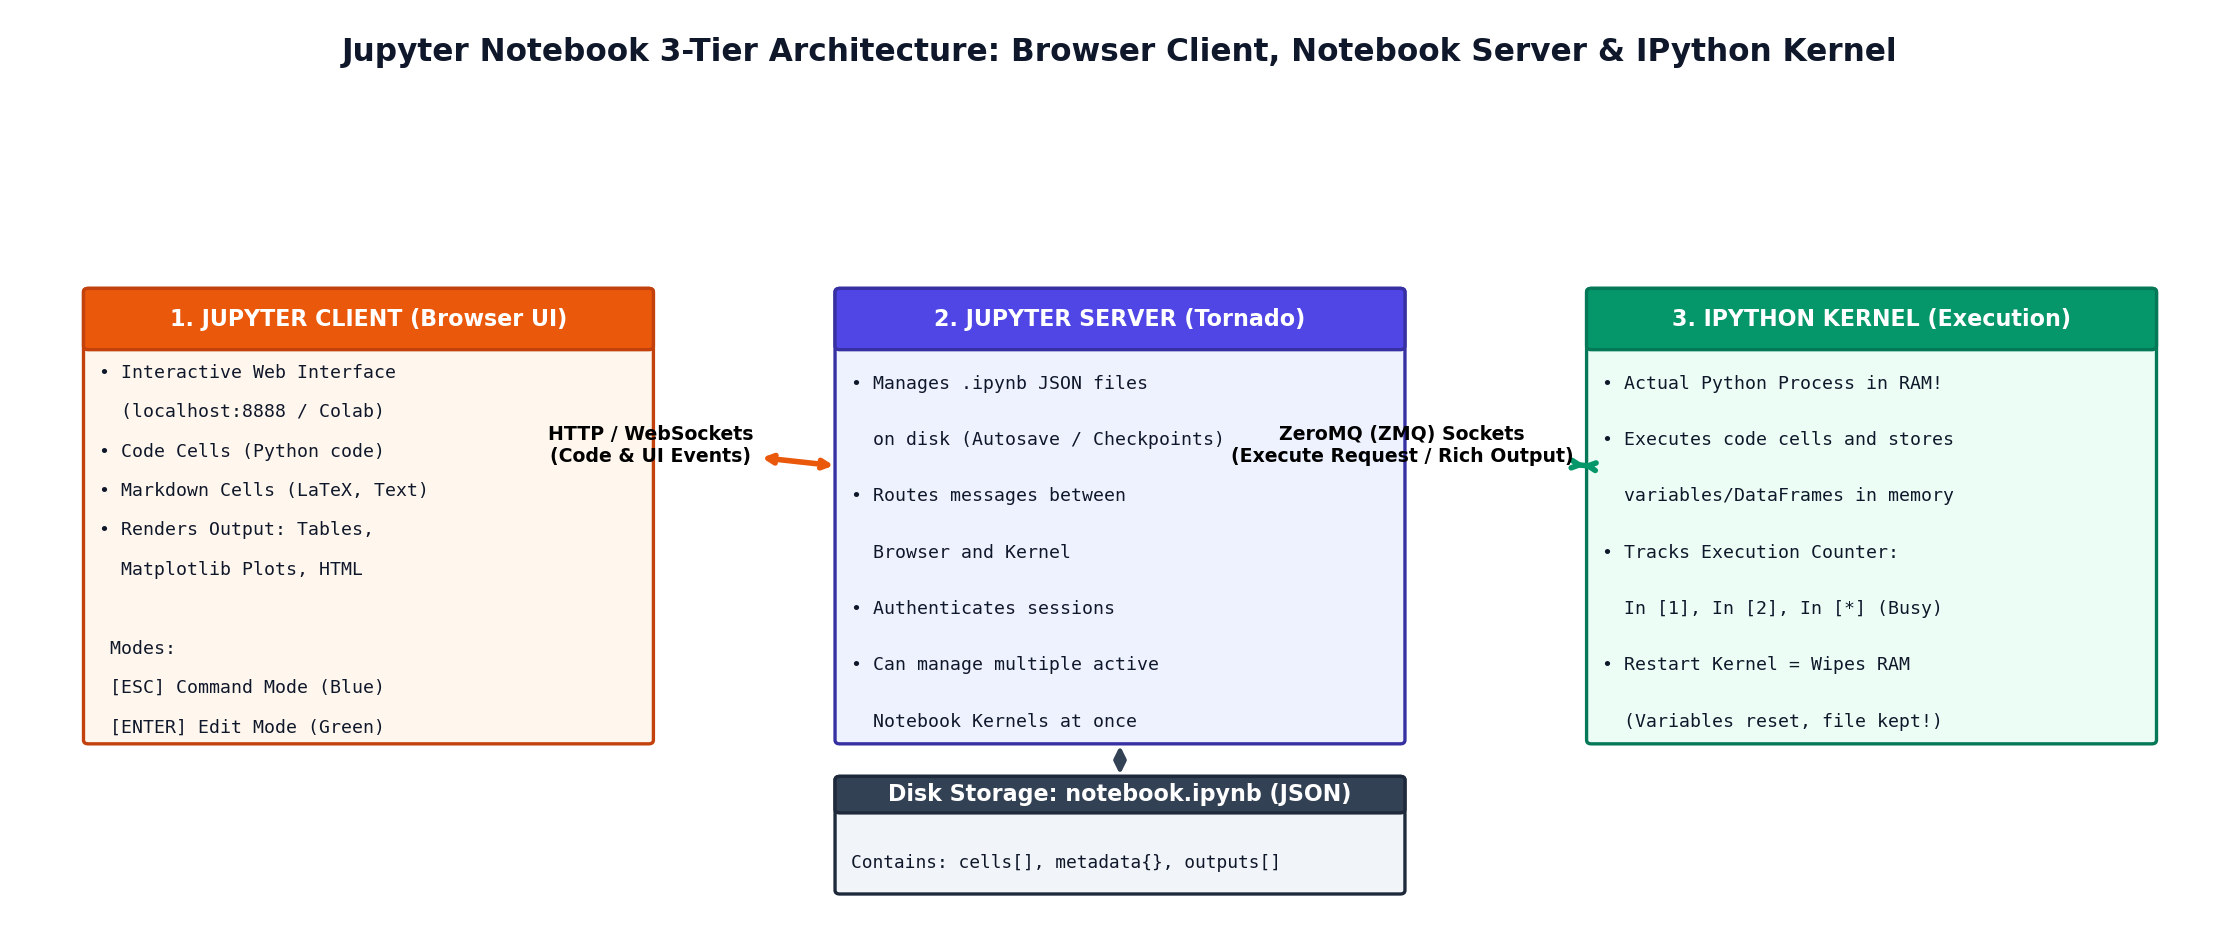 Jupyter Notebook 3-Tier Architecture: Browser Client, Notebook Server & IPython Kernel
1. JUPYTER CLIENT (Browser UI)
• Interactive Web Interface
(localhost:8888 / Colab)
• Code Cells (Python code)
• Markdown Cells (LaTeX, Text)
• Renders Output: Tables,
Matplotlib Plots, HTML
Modes:
[ESC] Command Mode (Blue)
[ENTER] Edit Mode (Green)
HTTP / WebSockets
(Code & UI Events)
2. JUPYTER SERVER (Tornado)
• Manages .ipynb JSON files
on disk (Autosave / Checkpoints)
• Routes messages between
Browser and Kernel
• Authenticates sessions
• Can manage multiple active
Notebook Kernels at once
ZeroMQ (ZMQ) Sockets
(Execute Request / Rich Output)
3. IPYTHON KERNEL (Execution)
• Actual Python Process in RAM!
• Executes code cells and stores
variables/DataFrames in memory
• Tracks Execution Counter:
In [1], In [2], In [*] (Busy)
• Restart Kernel = Wipes RAM
(Variables reset, file kept!)
Disk Storage: notebook.ipynb (JSON)
Contains: cells[], metadata{}, outputs[]